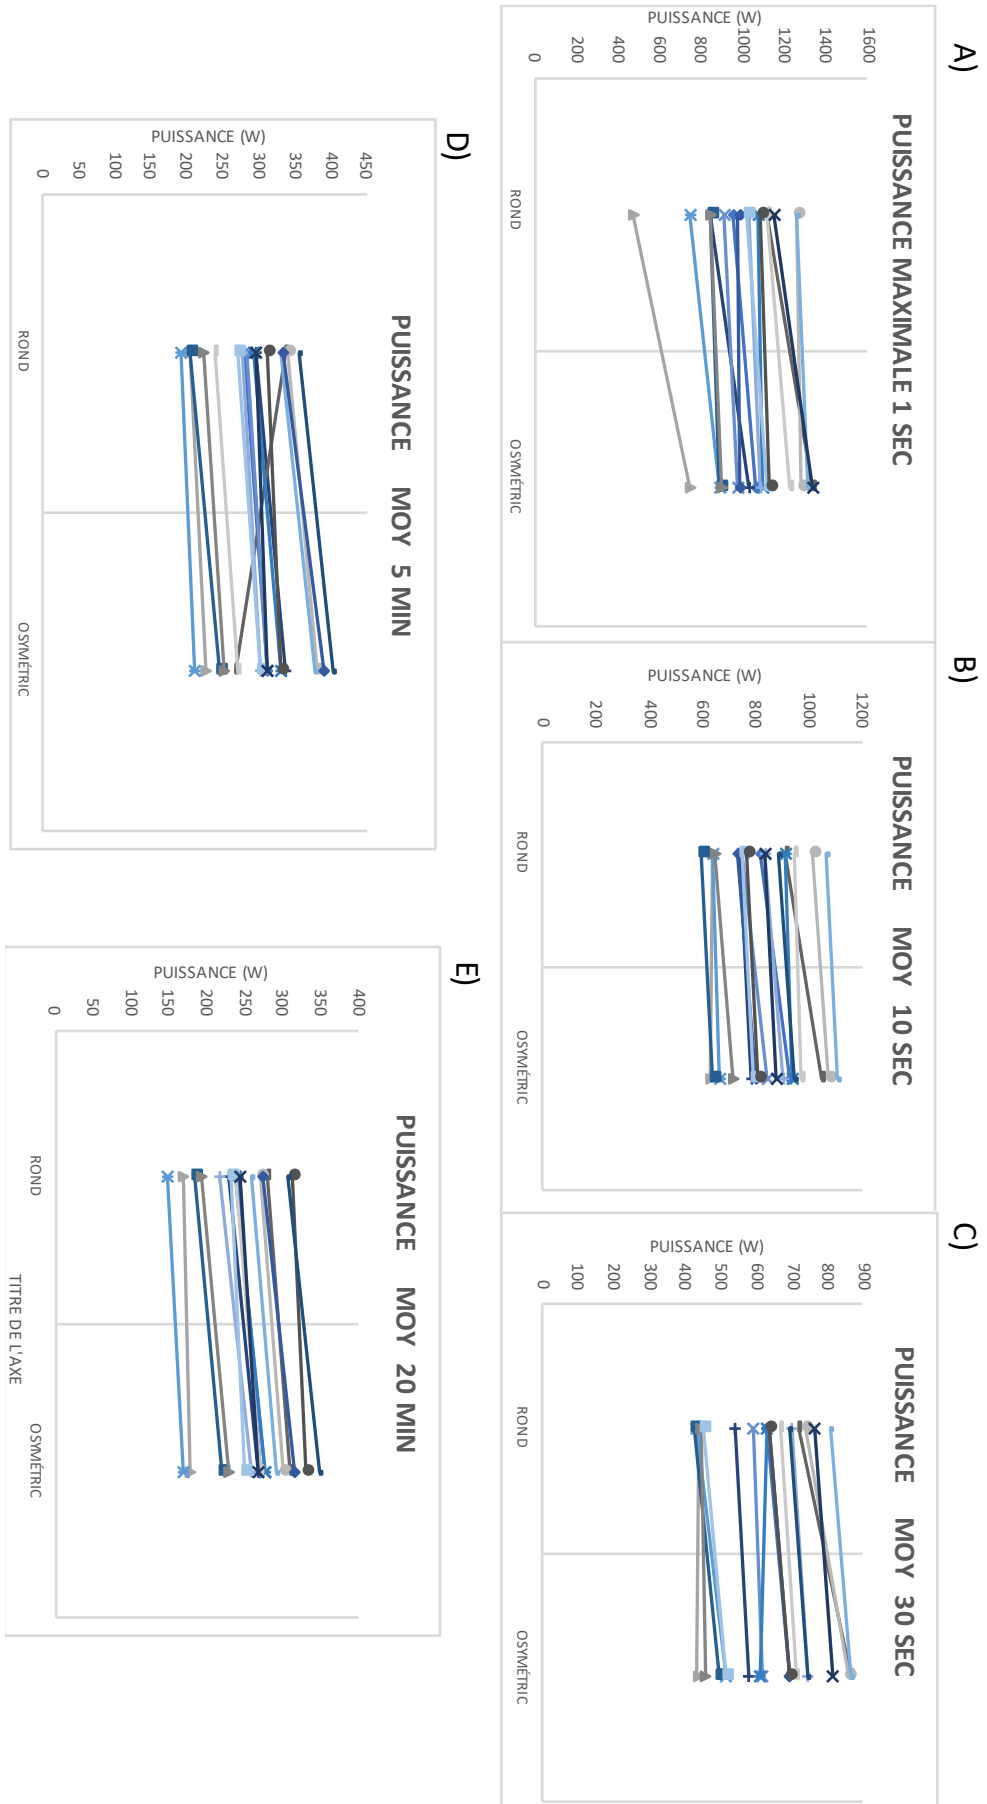 A)
PUISSANCE MAXIMALE 1 SEC
PUISSANCE (W)
1600
1400
1200
1000
800
600
400
200
0
ROND
OSYMÉTRIC
B)
PUISSANCE MOY 10 SEC
PUISSANCE (W)
1200
1000
800
600
400
200
0
ROND
OSYMÉTRIC
C)
PUISSANCE MOY 30 SEC
PUISSANCE (W)
900
800
700
600
500
400
300
200
100
0
ROND
OSYMÉTRIC
D)
PUISSANCE MOY 5 MIN
PUISSANCE (W)
450
400
350
300
250
200
150
100
50
0
ROND
OSYMÉTRIC
E)
PUISSANCE MOY 20 MIN
PUISSANCE (W)
400
350
300
250
200
150
100
50
0
ROND
OSYMÉTRIC
TITRE DE L'AXE